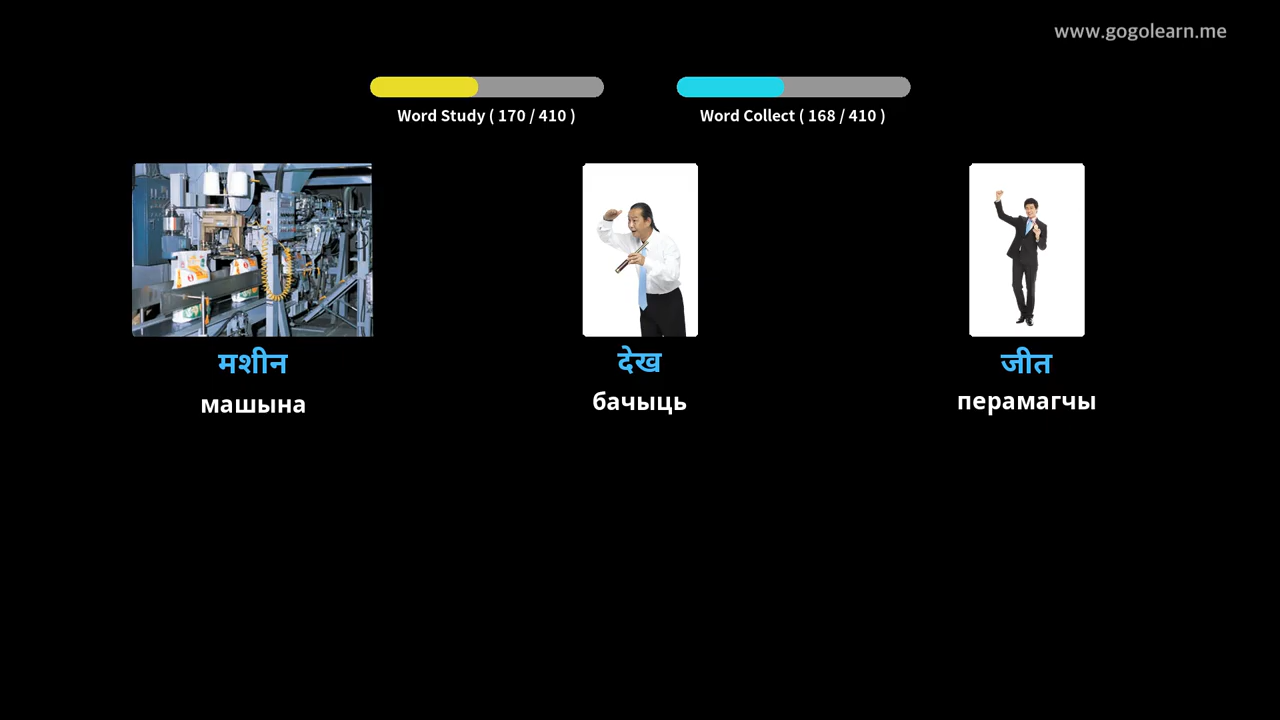 www.gogolearn.me
Word Study ( 170 / 410 )
Word Collect ( 168 / 410 )
मशीन
देख
जीत
машына
бачыць
перамагчы